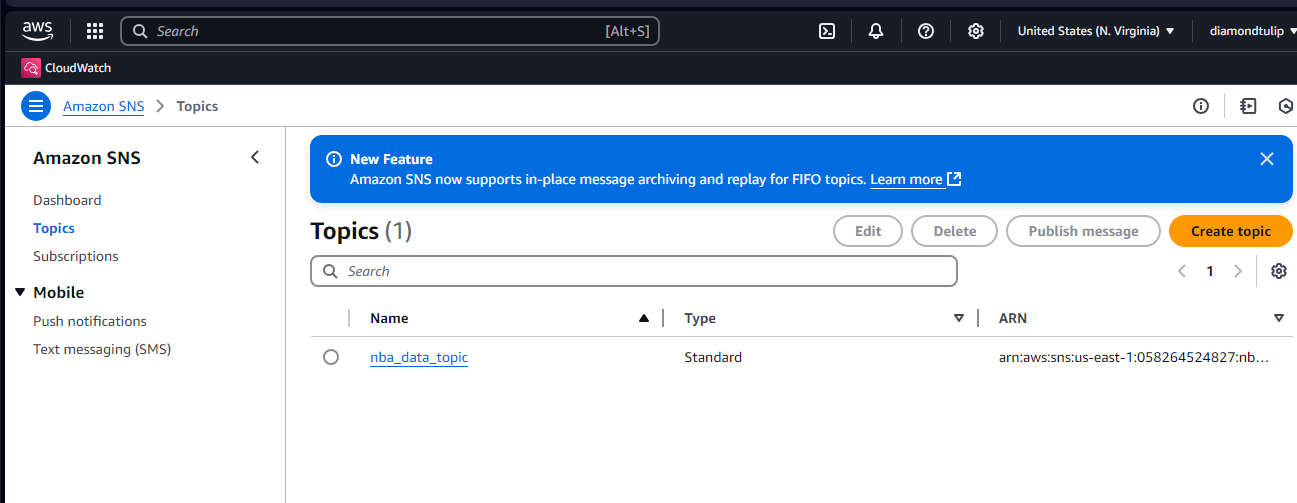 aws
Search [Alt+S] United States (N. Virginia) diamondtulip
CloudWatch
Amazon SNS Topics
Amazon SNS
Dashboard
Topics
Subscriptions
Mobile
Push notifications
Text messaging (SMS)
New Feature
Amazon SNS now supports in-place message archiving and replay for FIFO topics. Learn more
Topics (1) Edit Delete Publish message Create topic
Search 1
Name Type ARN
nba_data_topic Standard arn:aws:sns:us-east-1:058264524827:nb...